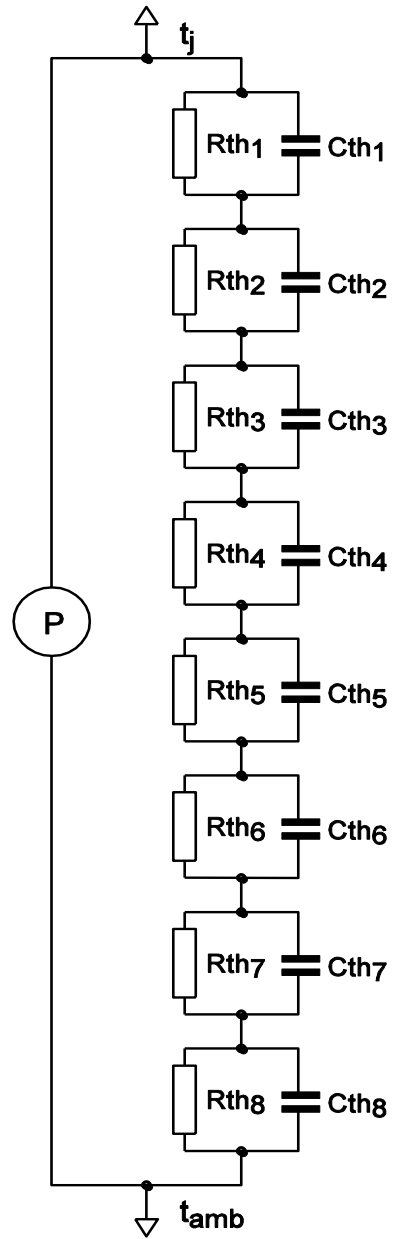 tj
Rth1 Cth1
Rth2 Cth2
Rth3 Cth3
Rth4 Cth4
P
Rth5 Cth5
Rth6 Cth6
Rth7 Cth7
Rth8 Cth8
tamb